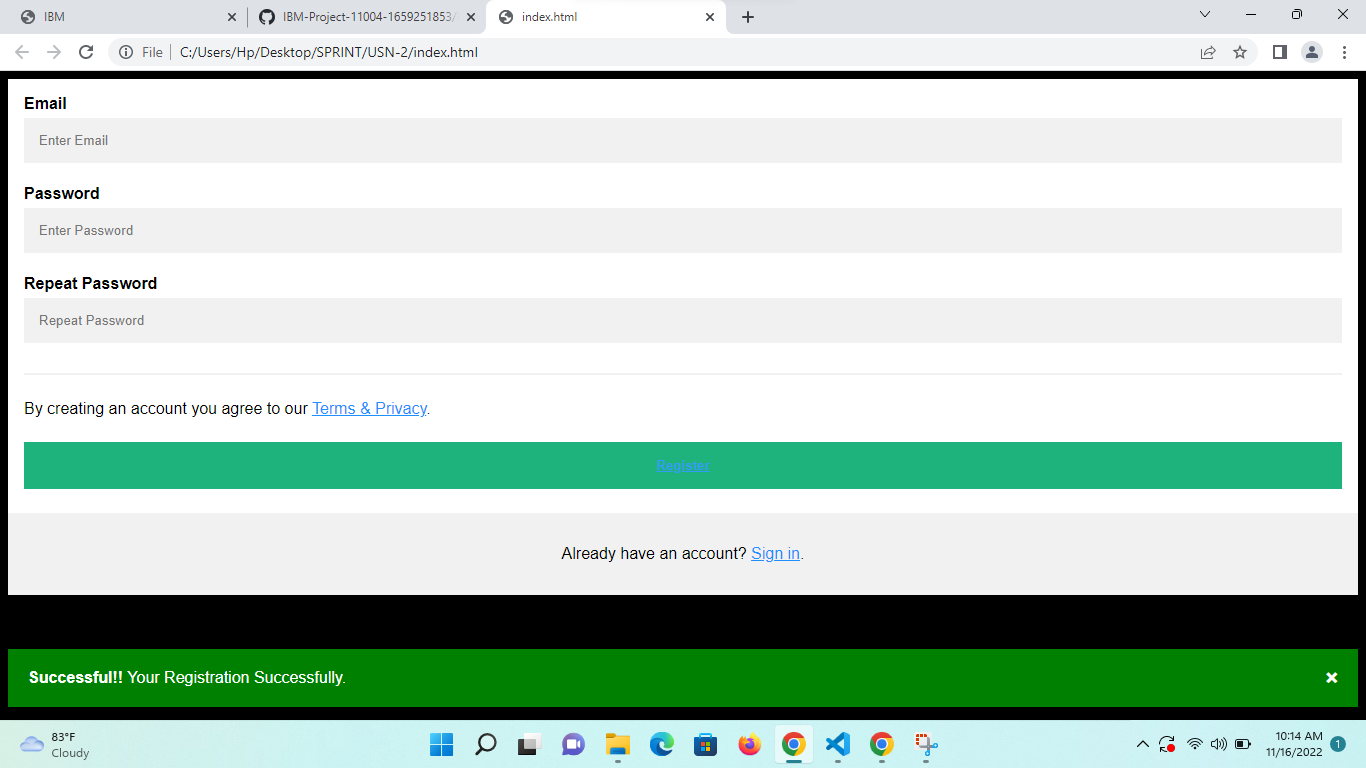 IBM
IBM-Project-11004-1659251853/
index.html
File
C:/Users/Hp/Desktop/SPRINT/USN-2/index.html
Email
Enter Email
Password
Enter Password
Repeat Password
Repeat Password
By creating an account you agree to our Terms & Privacy.
Register
Already have an account? Sign in.
Successful!! Your Registration Successfully.
83°F
Cloudy
10:14 AM
11/16/2022
1